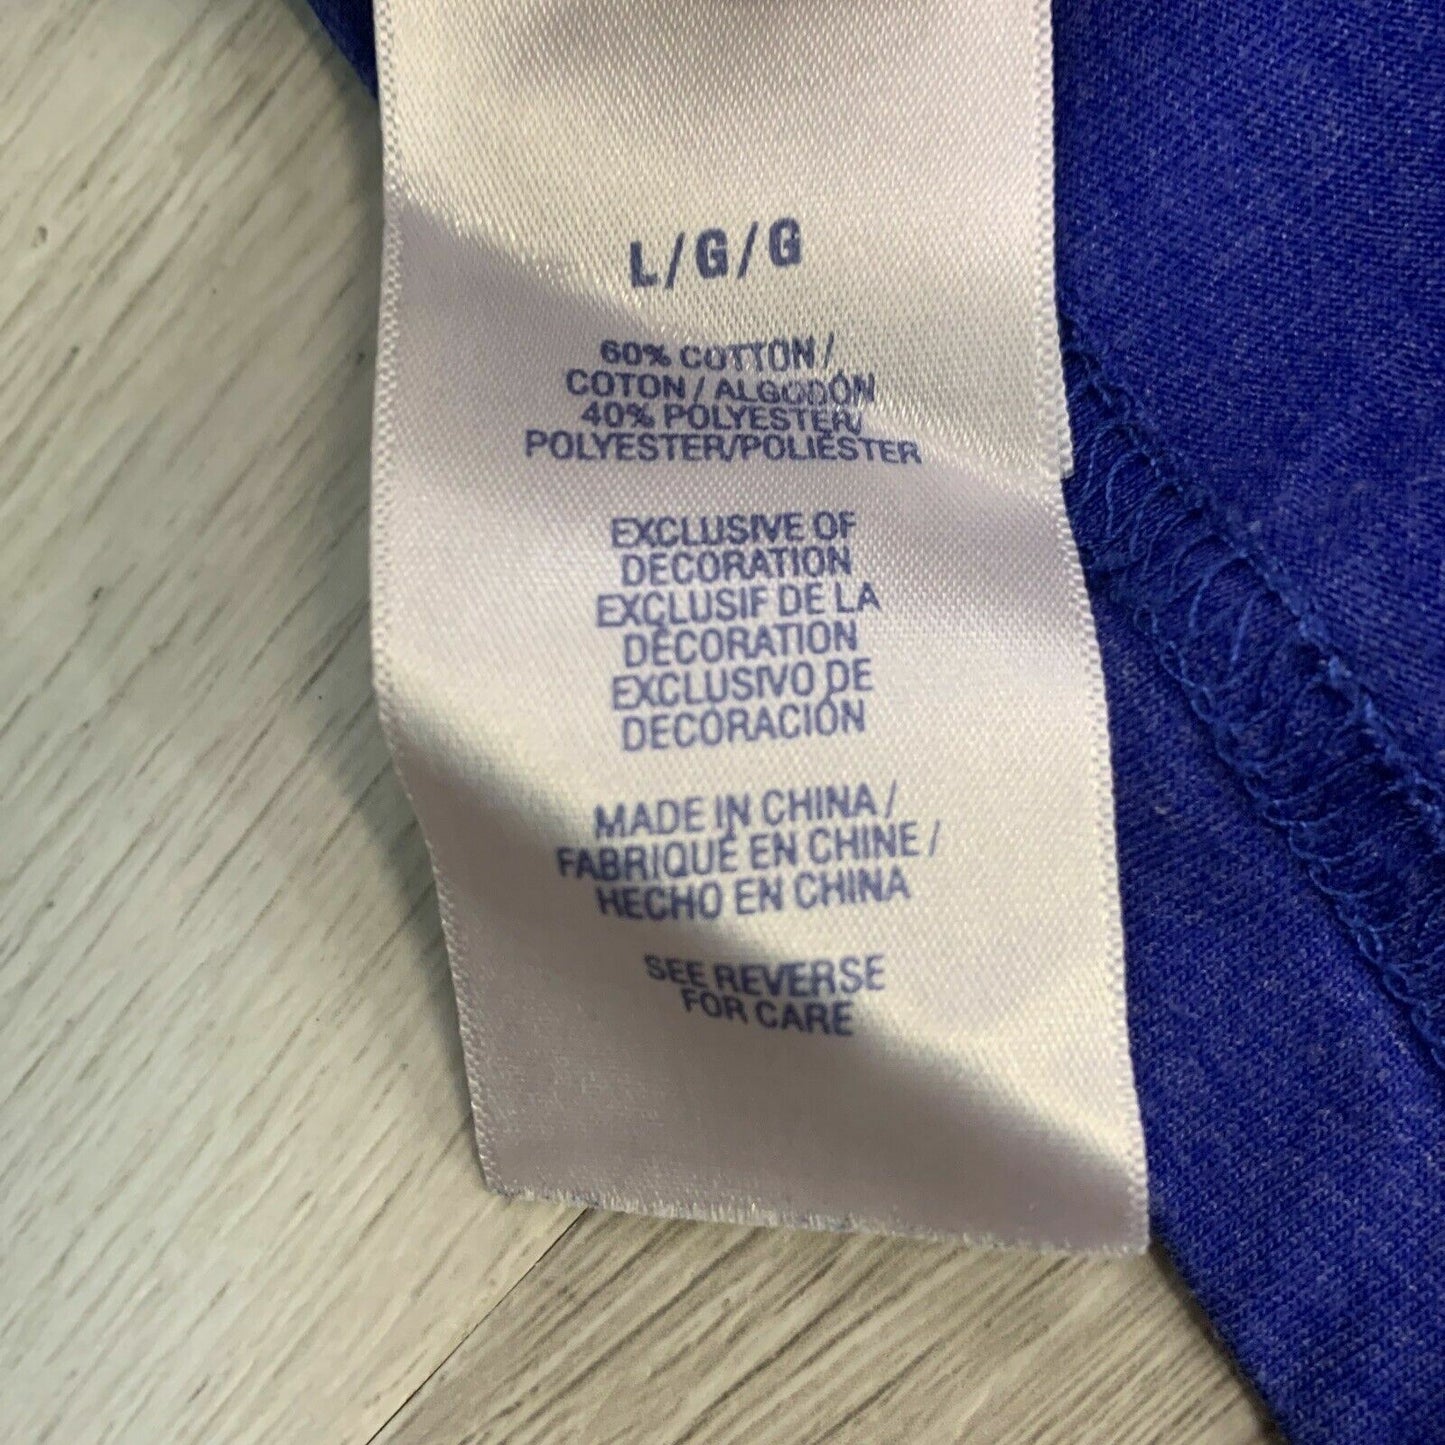 L/G/G
60% COTTON/
COTON/ALGODÓN
40% POLYESTER/
POLYESTER/POLIÉSTER
EXCLUSIVE OF
DECORATION
EXCLUSIF DE LA
DÉCORATION
EXCLUSIVO DE
DECORACIÓN
MADE IN CHINA/
FABRIQUÉ EN CHINE/
HECHO EN CHINA
SEE REVERSE
FOR CARE